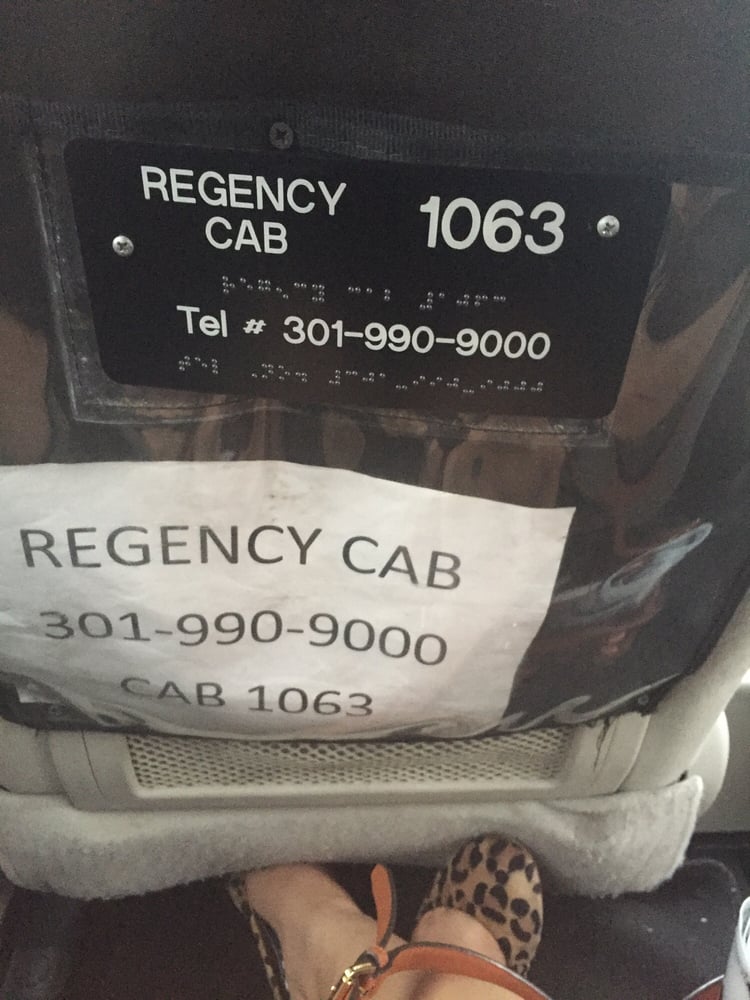 REGENCY CAB 1063
Tel # 301-990-9000
REGENCY CAB
301-990-9000
CAB 1063